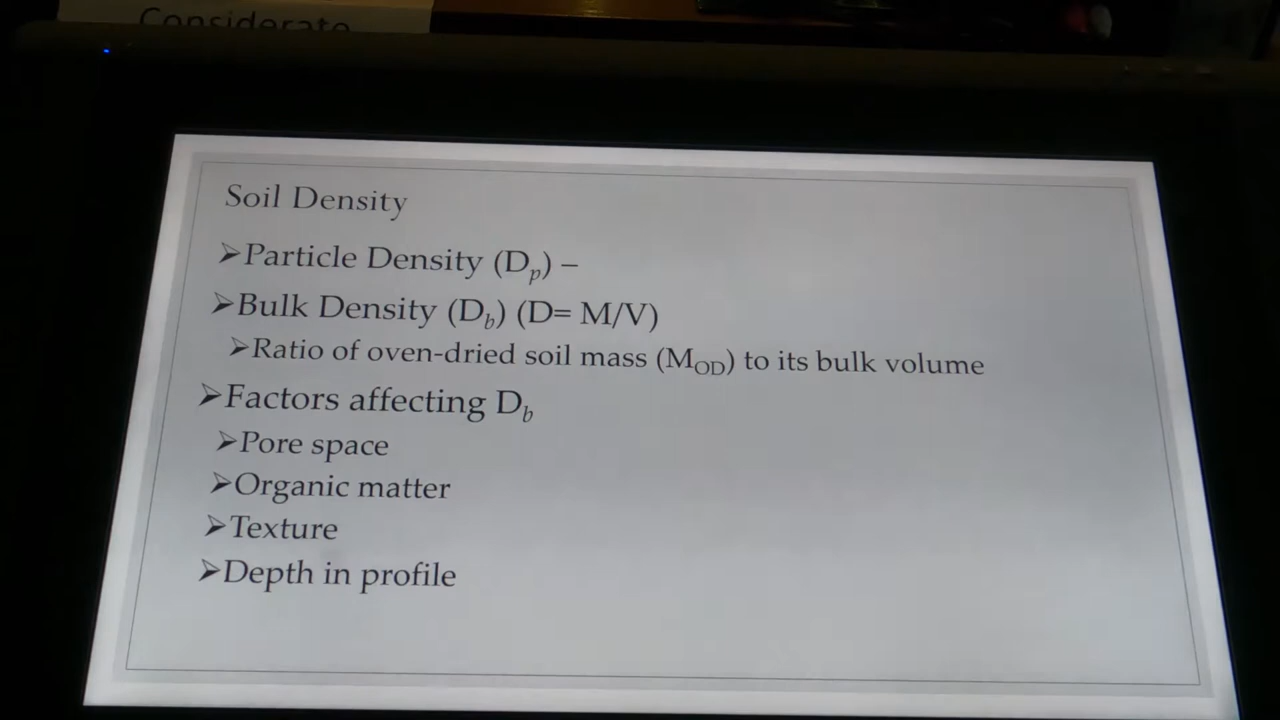 Considerate
Soil Density
➢Particle Density (Dp) –
➢Bulk Density (Db) (D= M/V)
➢Ratio of oven-dried soil mass (MOD) to its bulk volume
➢Factors affecting Db
➢Pore space
➢Organic matter
➢Texture
➢Depth in profile